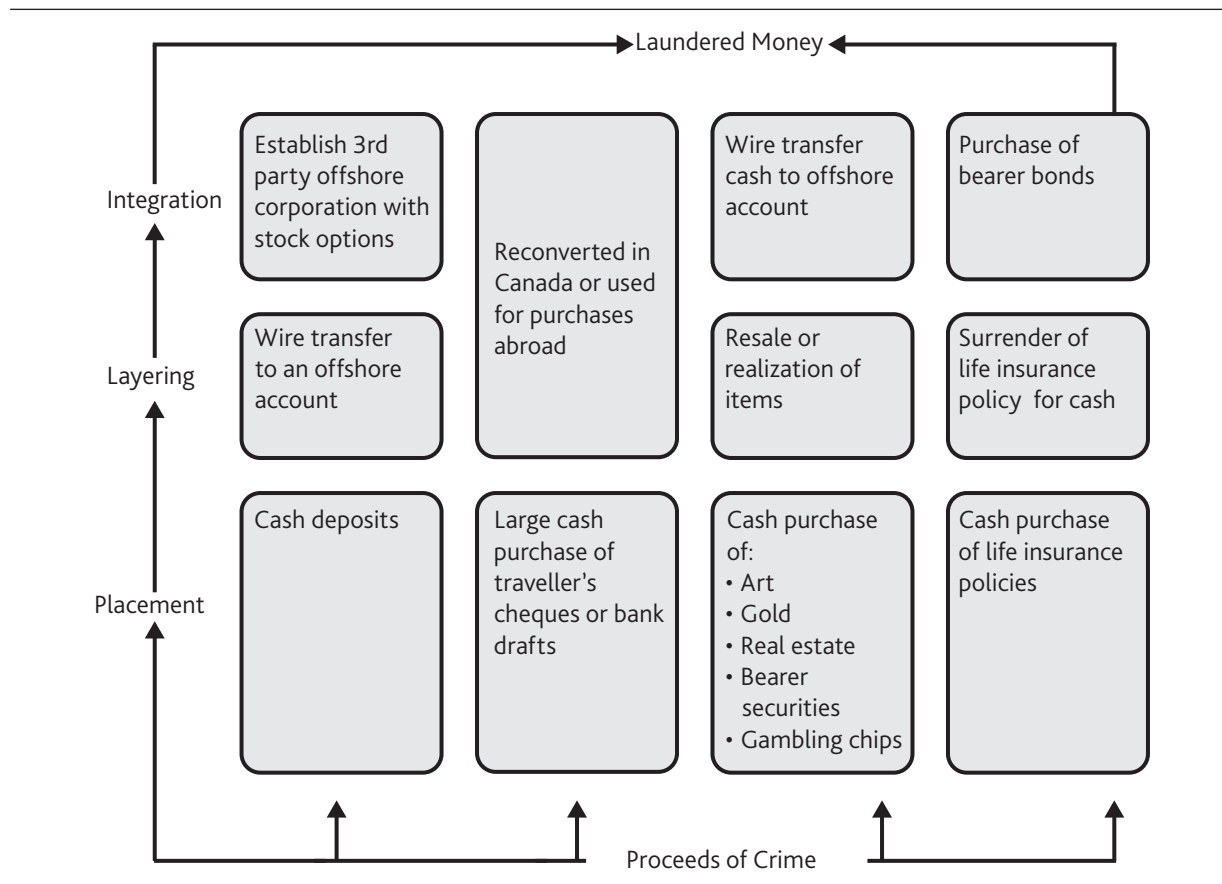 Laundered Money
Integration
Establish 3rd
party offshore
corporation with
stock options
Reconverted in
Canada or used
for purchases
abroad
Wire transfer
cash to offshore
account
Purchase of
bearer bonds
Layering
Wire transfer
to an offshore
account
Resale or
realization of
items
Surrender of
life insurance
policy for cash
Placement
Cash deposits
Large cash
purchase of
traveller’s
cheques or bank
drafts
Cash purchase
of:
• Art
• Gold
• Real estate
• Bearer
securities
• Gambling chips
Cash purchase
of life insurance
policies
Proceeds of Crime